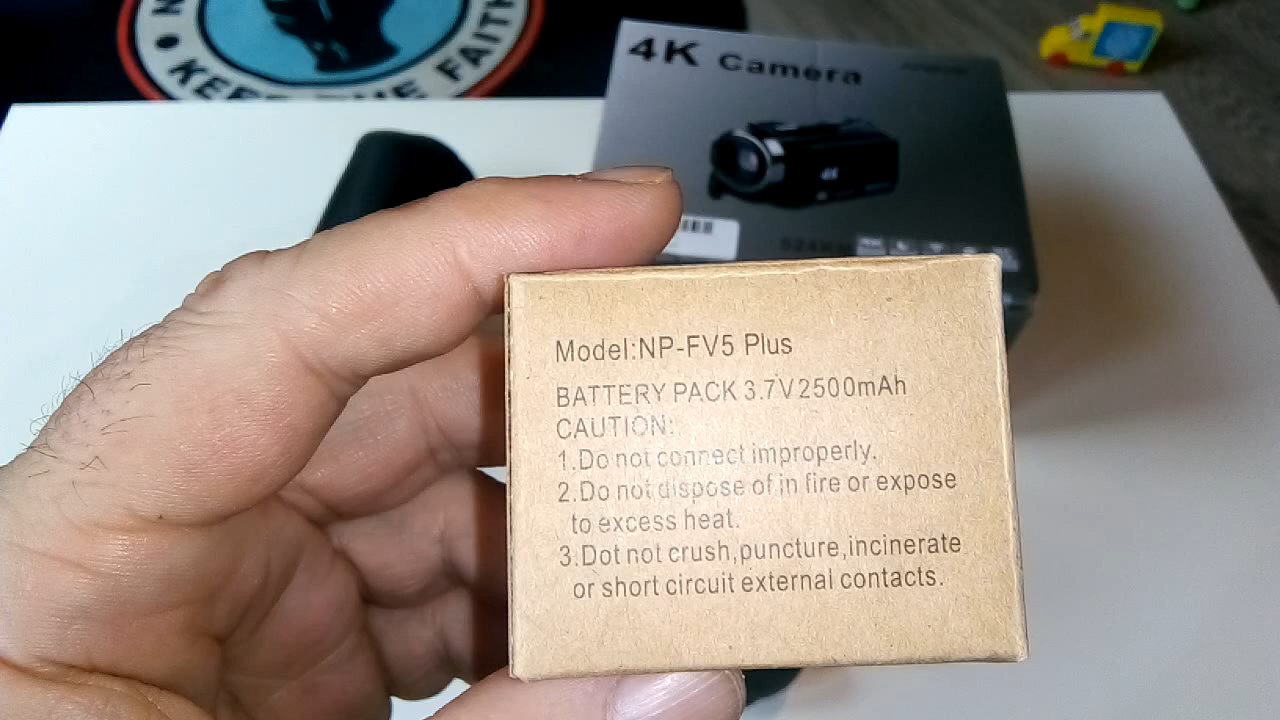 KEEP THE FAITH
4K Camera
4K
Model:NP-FV5 Plus
BATTERY PACK 3.7V2500mAh
CAUTION:
1.Do not connect improperly.
2.Do not dispose of in fire or expose
to excess heat.
3.Dot not crush,puncture,incinerate
or short circuit external contacts.